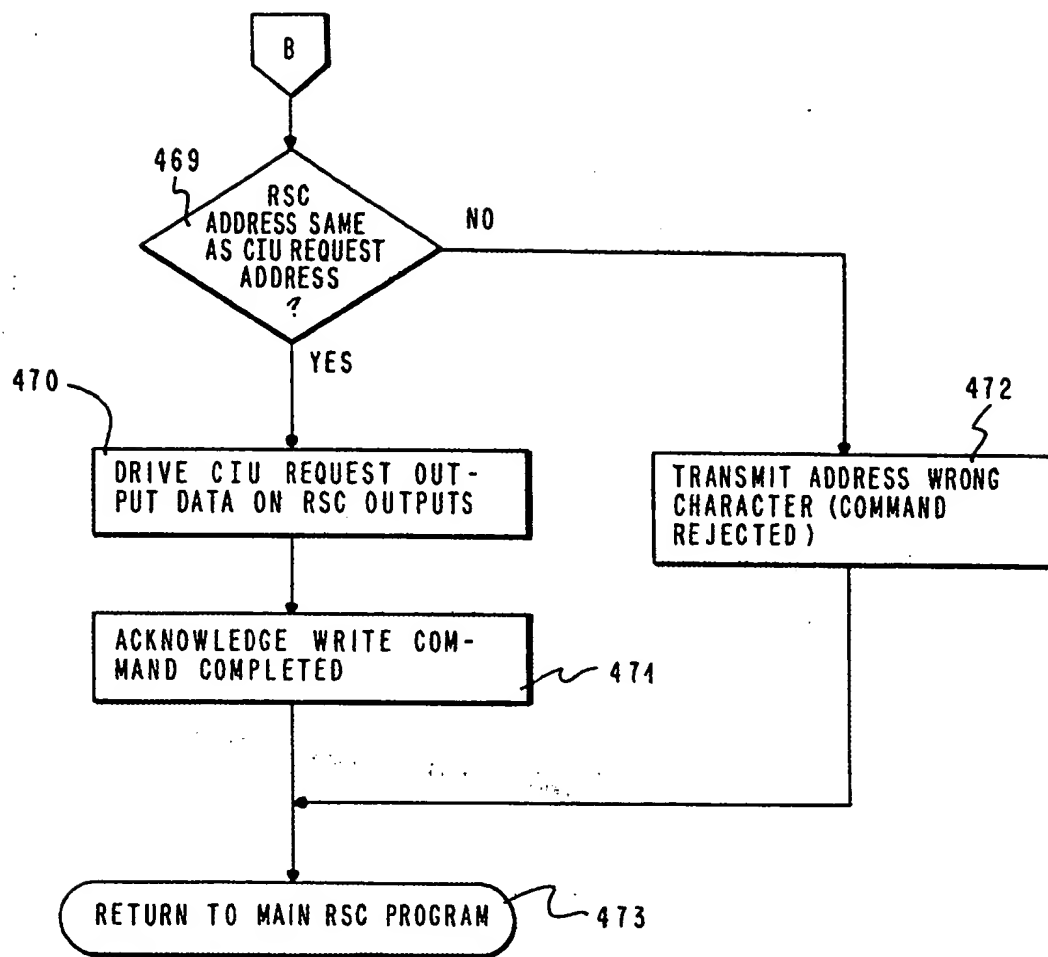 B
469
RSC
ADDRESS SAME
AS CIU REQUEST
ADDRESS
?
NO
YES
470
DRIVE CIU REQUEST OUT-
PUT DATA ON RSC OUTPUTS
472
TRANSMIT ADDRESS WRONG
CHARACTER (COMMAND
REJECTED)
ACKNOWLEDGE WRITE COM-
MAND COMPLETED
471
RETURN TO MAIN RSC PROGRAM
473